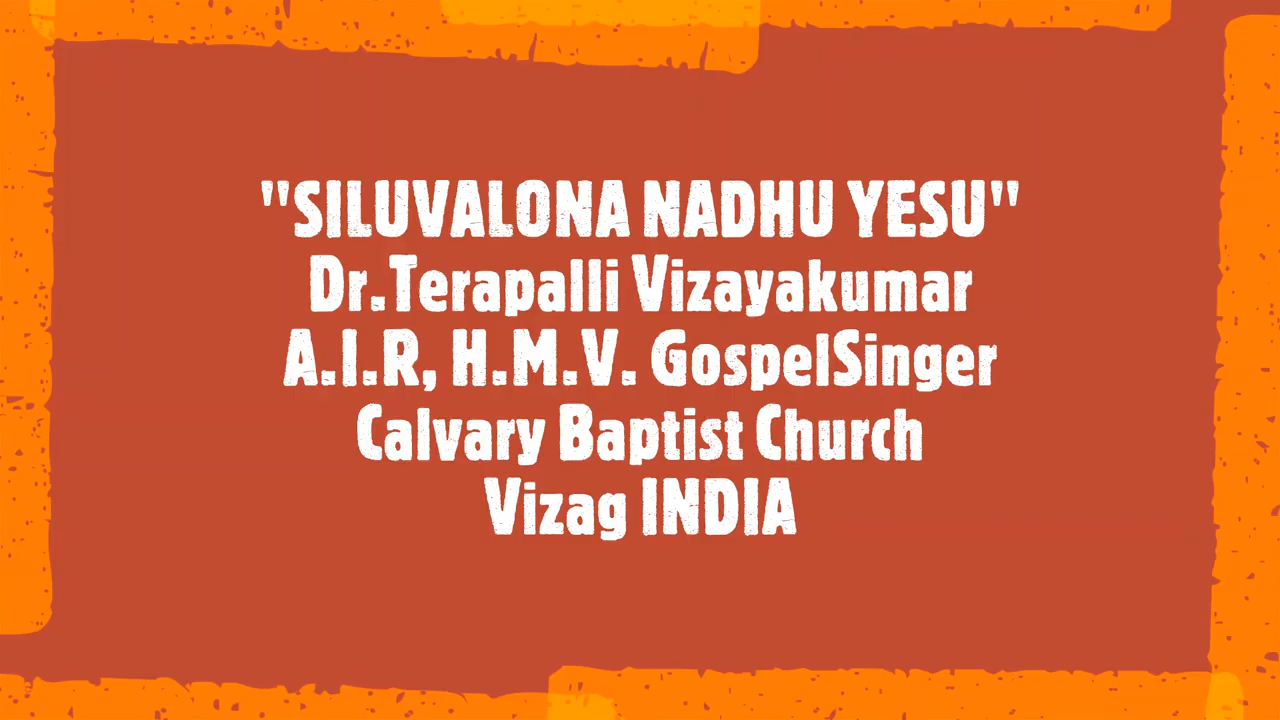 "SILUVALONA NADHU YESU"
Dr.Terapalli Vizayakumar
A.I.R, H.M.V. GospelSinger
Calvary Baptist Church
Vizag INDIA